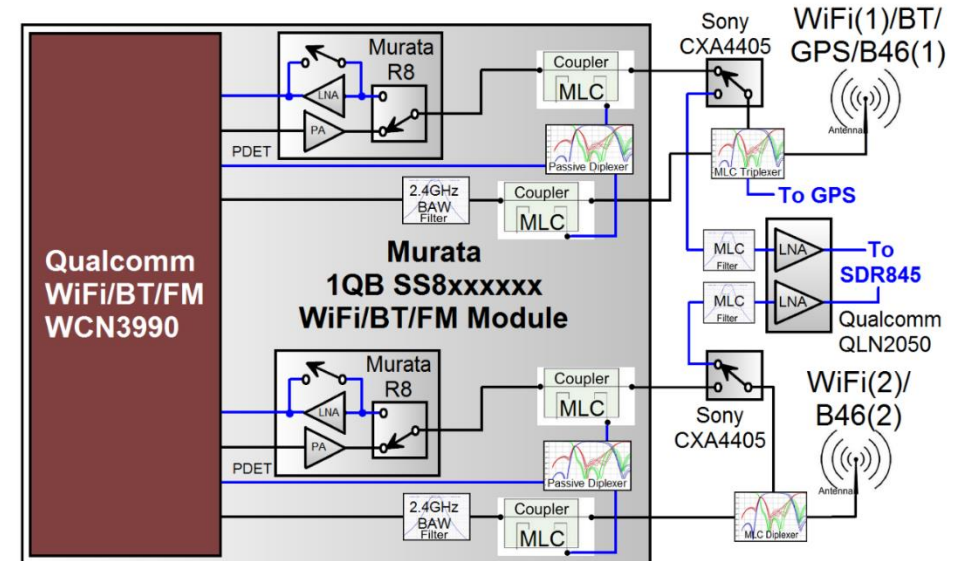 Murata
R8
LNA
PA
PDET
Coupler
MLC
Passive Diplexer
2.4GHz
BAW
Filter
Coupler
MLC
Sony
CXA4405
WiFi(1)/BT/
GPS/B46(1)
Antenna
MLC Triplexer
To GPS
Qualcomm
WiFi/BT/FM
WCN3990
Murata
1QB SS8xxxxxx
WiFi/BT/FM Module
MLC
Filter
LNA
MLC
Filter
LNA
To
SDR845
Qualcomm
QLN2050
Murata
R8
LNA
PA
PDET
Coupler
MLC
Passive Diplexer
2.4GHz
BAW
Filter
Coupler
MLC
Sony
CXA4405
WiFi(2)/
B46(2)
Antenna
MLC Diplexer